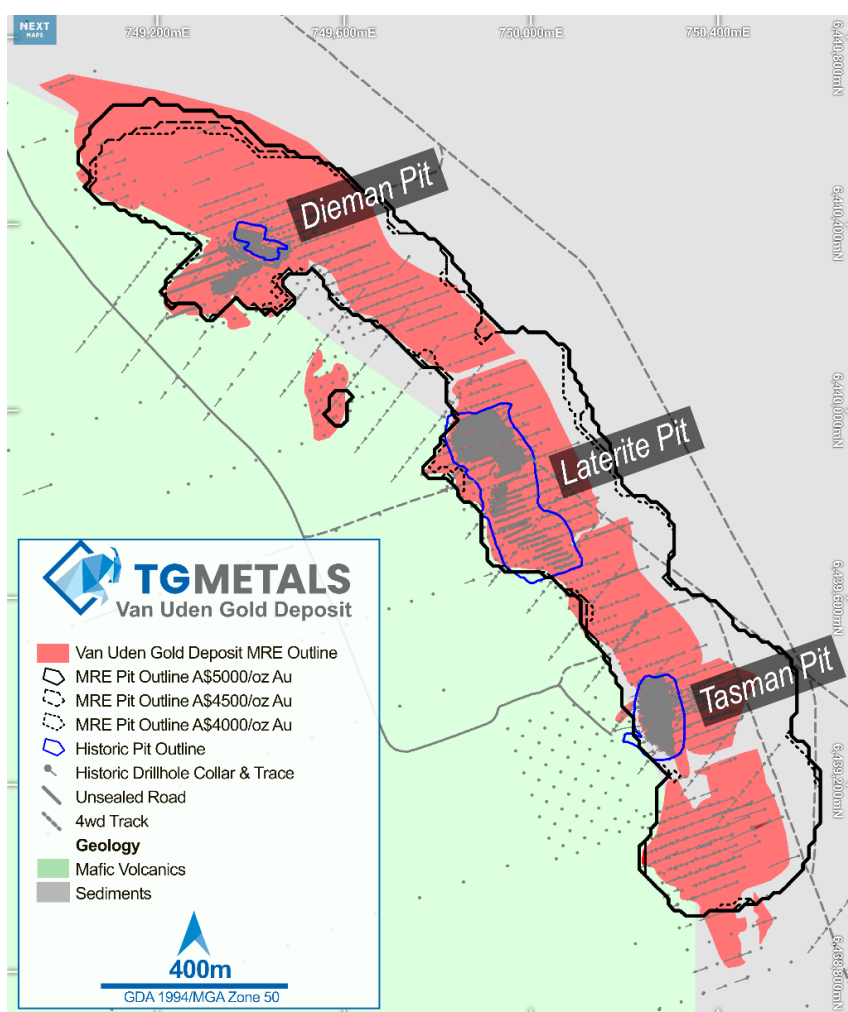 NEXT
MAPS
749,200mE
749,600mE
750,000mE
750,400mE
6,440,800mN
6,440,400mN
6,440,000mN
6,439,600mN
6,439,200mN
6,438,800mN
Dieman Pit
Laterite Pit
Tasman Pit
TGMETALS
Van Uden Gold Deposit
Van Uden Gold Deposit MRE Outline
MRE Pit Outline A$5000/oz Au
MRE Pit Outline A$4500/oz Au
MRE Pit Outline A$4000/oz Au
Historic Pit Outline
Historic Drillhole Collar & Trace
Unsealed Road
4wd Track
Geology
Mafic Volcanics
Sediments
400m
GDA 1994/MGA Zone 50